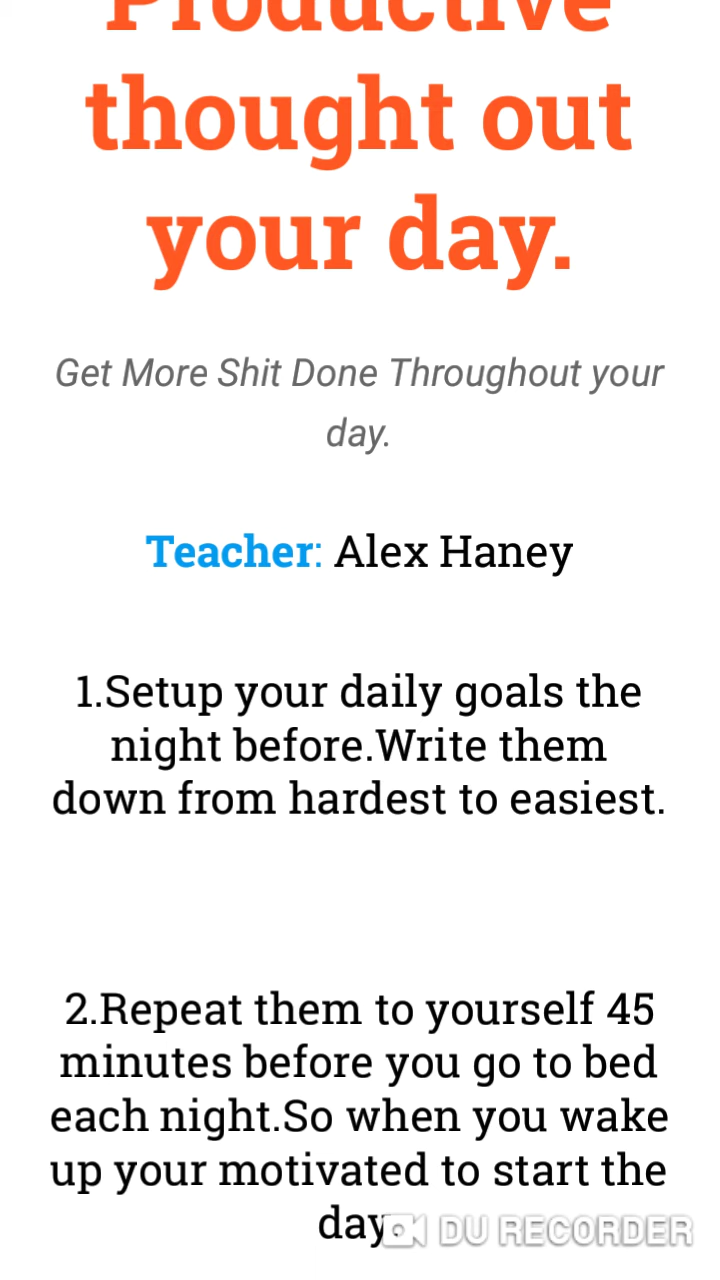 Productive
thought out
your day.
Get More Shit Done Throughout your
day.
Teacher: Alex Haney
1.Setup your daily goals the
night before.Write them
down from hardest to easiest.
2.Repeat them to yourself 45
minutes before you go to bed
each night.So when you wake
up your motivated to start the
day.
DU RECORDER